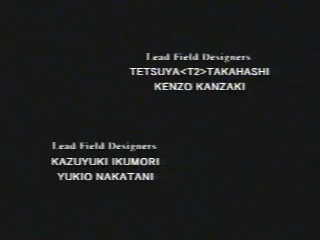 Lead Field Designers
TETSUYA<T2>TAKAHASHI
KENZO KANZAKI
Lead Field Designers
KAZUYUKI IKUMORI
YUKIO NAKATANI